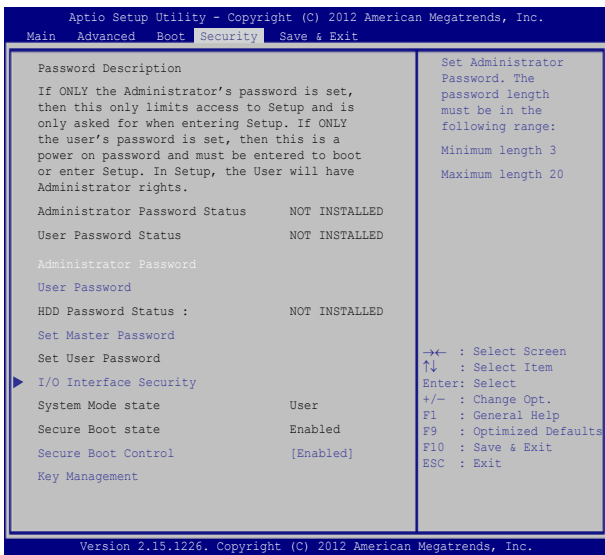 Aptio Setup Utility - Copyright (C) 2012 American Megatrends, Inc.
Main Advanced Boot Security Save & Exit
Password Description
If ONLY the Administrator's password is set,
then this only limits access to Setup and is
only asked for when entering Setup. If ONLY
the user's password is set, then this is a
power on password and must be entered to boot
or enter Setup. In Setup, the User will have
Administrator rights.
Administrator Password Status NOT INSTALLED
User Password Status NOT INSTALLED
Administrator Password
User Password
HDD Password Status : NOT INSTALLED
Set Master Password
Set User Password
I/O Interface Security
System Mode state User
Secure Boot state Enabled
Secure Boot Control [Enabled]
Key Management
Set Administrator
Password. The
password length
must be in the
following range:
Minimum length 3
Maximum length 20
→← : Select Screen
↑↓ : Select Item
Enter: Select
+/— : Change Opt.
F1 : General Help
F9 : Optimized Defaults
F10 : Save & Exit
ESC : Exit
Version 2.15.1226. Copyright (C) 2012 American Megatrends, Inc.